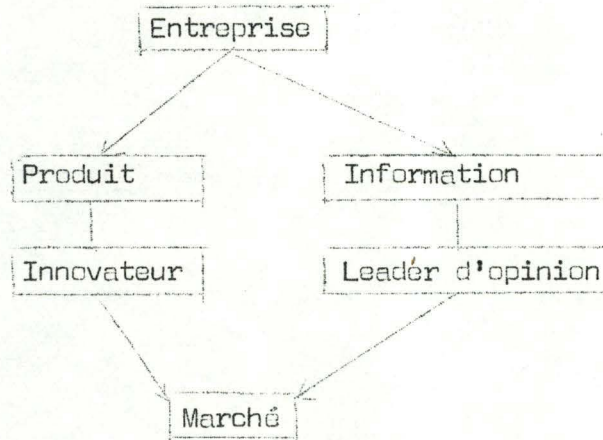 Entreprise
Produit
Information
Innovateur
Leader d'opinion
Marché